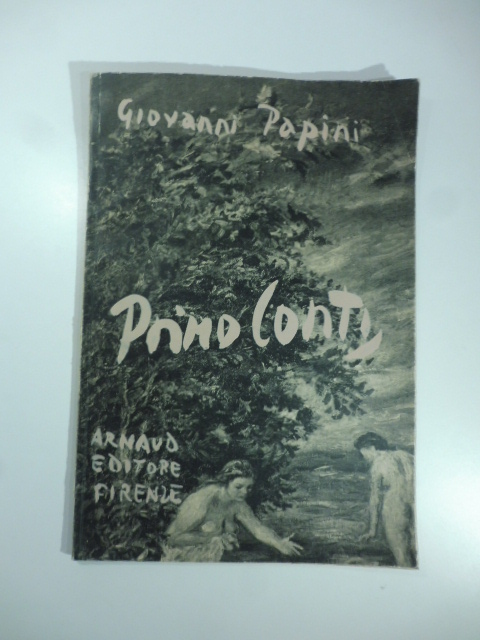 Giovanni Papini
Primo Conti
ARNAUD
EDITORE
FIRENZE